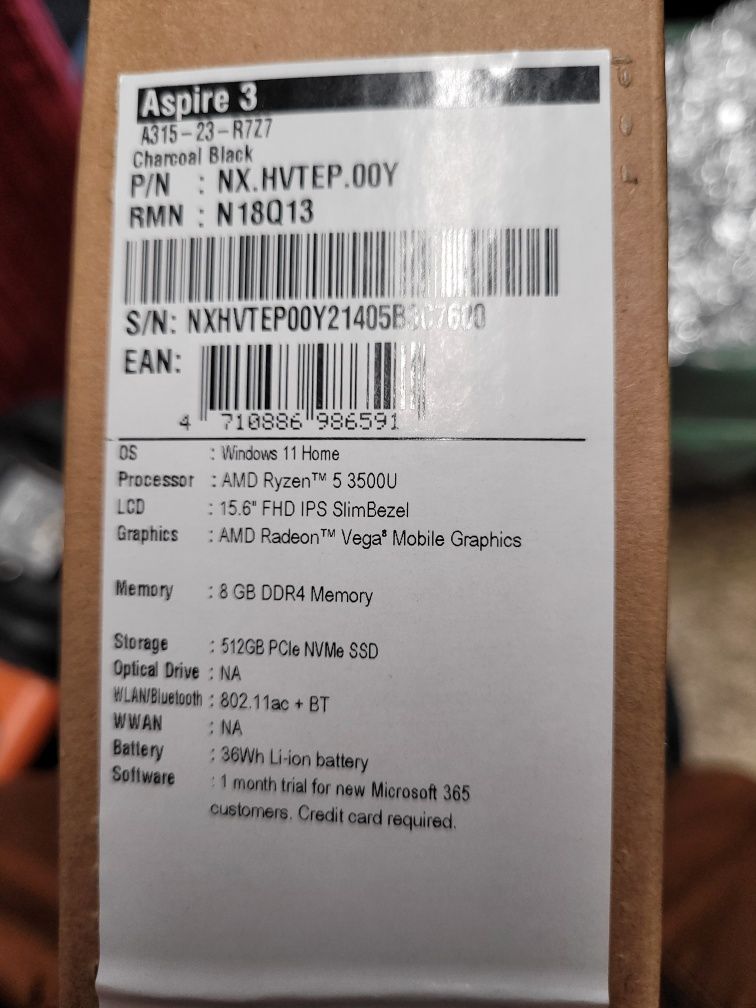 Aspire 3
A315-23-R7Z7
Charcoal Black
P/N : NX.HVTEP.00Y
RMN : N18Q13
S/N: NXHVTEP00Y21405B
EAN:
4 710886 986591
OS : Windows 11 Home
Processor : AMD Ryzen™ 5 3500U
LCD : 15.6" FHD IPS SlimBezel
Graphics : AMD Radeon™ Vega⁸ Mobile Graphics
Memory : 8 GB DDR4 Memory
Storage : 512GB PCIe NVMe SSD
Optical Drive : NA
WLAN/Bluetooth : 802.11ac + BT
WWAN : NA
Battery : 36Wh Li-ion battery
Software : 1 month trial for new Microsoft 365
customers. Credit card required.